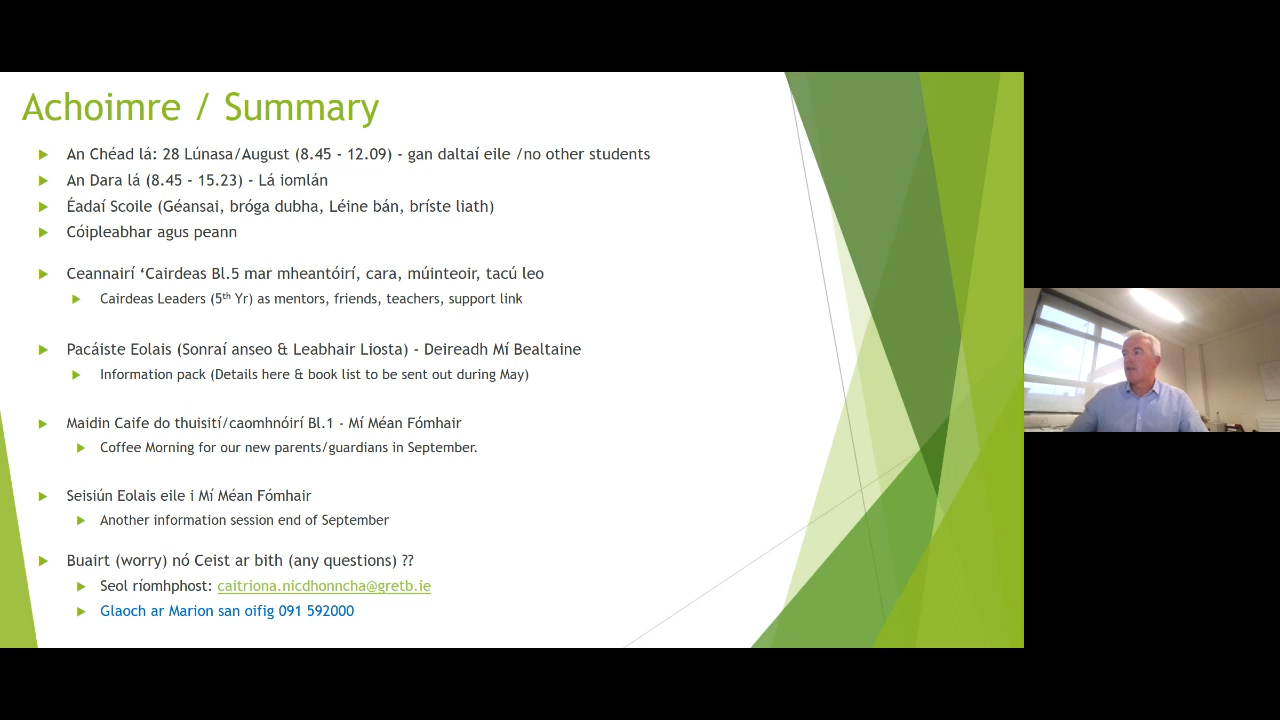 Achoimre / Summary
An Chéad lá: 28 Lúnasa/August (8.45 - 12.09) - gan daltaí eile /no other students
An Dara lá (8.45 - 15.23) - Lá iomlán
Éadaí Scoile (Géansai, bróga dubha, Léine bán, bríste liath)
Cóipleabhar agus peann
Ceannairí ‘Cairdeas Bl.5 mar mheantóirí, cara, múinteoir, tacú leo
Cairdeas Leaders (5th Yr) as mentors, friends, teachers, support link
Pacáiste Eolais (Sonraí anseo & Leabhair Liosta) - Deireadh Mí Bealtaine
Information pack (Details here & book list to be sent out during May)
Maidin Caife do thuisití/caomhnóirí Bl.1 - Mí Méan Fómhair
Coffee Morning for our new parents/guardians in September.
Seisiún Eolais eile i Mí Méan Fómhair
Another information session end of September
Buairt (worry) nó Ceist ar bith (any questions) ??
Seol ríomhphost: caitriona.nicdhonncha@gretb.ie
Glaoch ar Marion san oifig 091 592000